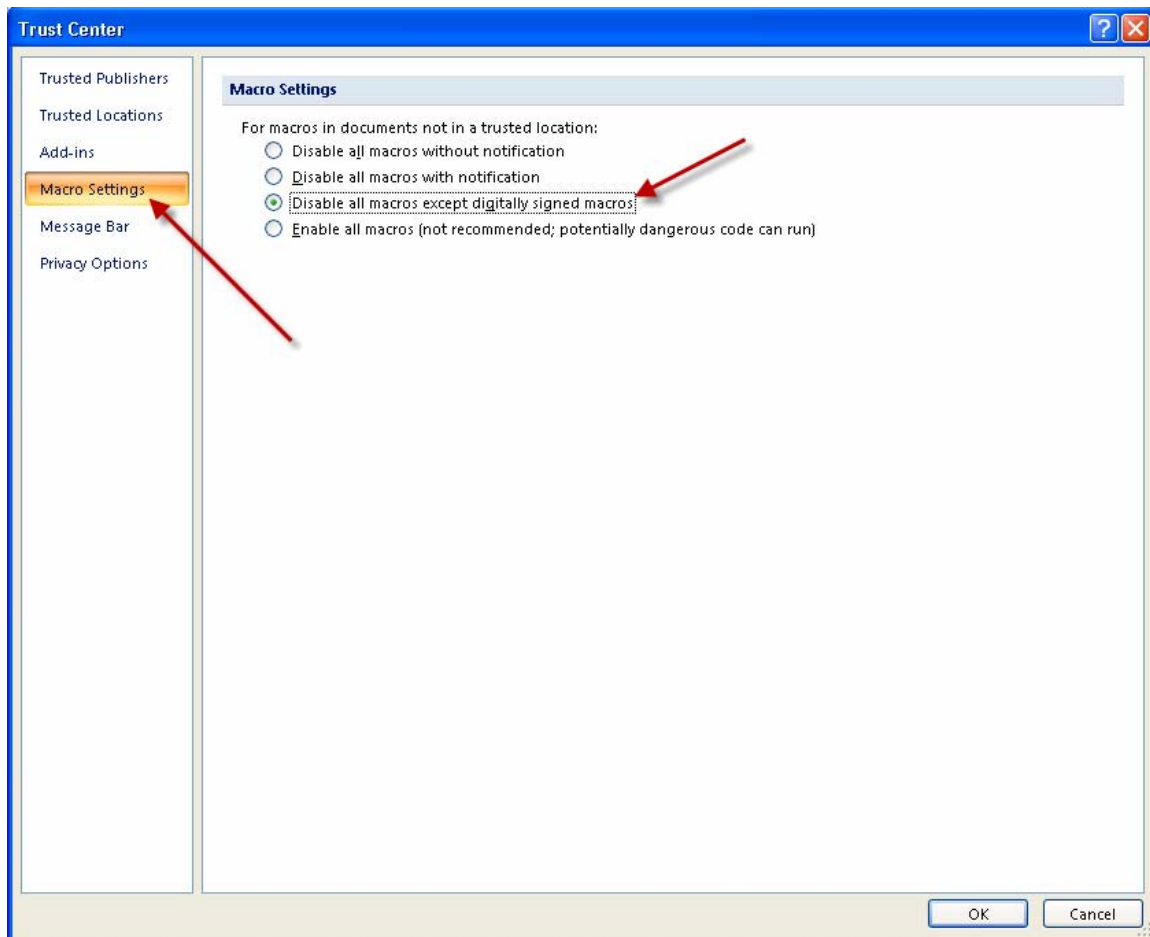 Trust Center
Trusted Publishers
Trusted Locations
Add-ins
Macro Settings
Message Bar
Privacy Options
Macro Settings
For macros in documents not in a trusted location:
Disable all macros without notification
Disable all macros with notification
Disable all macros except digitally signed macros
Enable all macros (not recommended; potentially dangerous code can run)
OK
Cancel